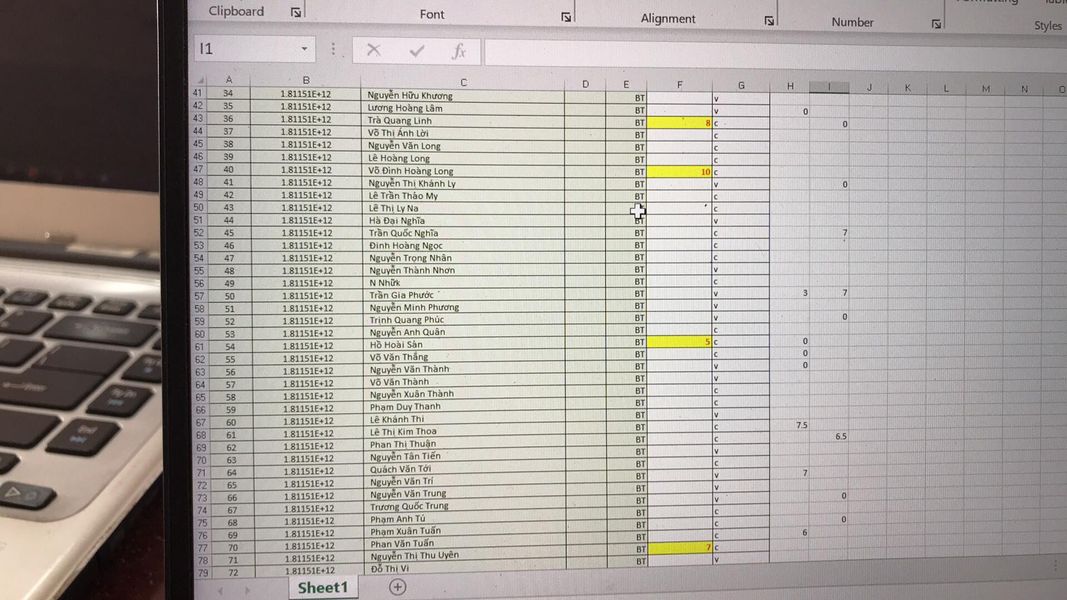 Clipboard Font Alignment Number Styles
I1 fx
A B C D E F G H I J K L M N O
41 34 1.81151E+12 Nguyễn Hữu Khương BT v
42 35 1.81151E+12 Lương Hoàng Lâm BT v 0
43 36 1.81151E+12 Trà Quang Linh BT 8 c 0
44 37 1.81151E+12 Võ Thị Ánh Lời BT c
45 38 1.81151E+12 Nguyễn Văn Long BT c
46 39 1.81151E+12 Lê Hoàng Long BT c
47 40 1.81151E+12 Võ Đình Hoàng Long BT 10 c
48 41 1.81151E+12 Nguyễn Thị Khánh Ly BT v 0
49 42 1.81151E+12 Lê Trần Thảo My BT c
50 43 1.81151E+12 Lê Thị Ly Na c
51 44 1.81151E+12 Hà Đại Nghĩa BT v
52 45 1.81151E+12 Trần Quốc Nghĩa BT c 7
53 46 1.81151E+12 Đinh Hoàng Ngọc BT c
54 47 1.81151E+12 Nguyễn Trọng Nhân BT c
55 48 1.81151E+12 Nguyễn Thành Nhơn BT v
56 49 1.81151E+12 N Nhữk BT c
57 50 1.81151E+12 Trần Gia Phước BT v 3 7
58 51 1.81151E+12 Nguyễn Minh Phương BT v
59 52 1.81151E+12 Trịnh Quang Phúc BT v 0
60 53 1.81151E+12 Nguyễn Anh Quân BT c
61 54 1.81151E+12 Hồ Hoài Sân BT 5 c 0
62 55 1.81151E+12 Võ Văn Thắng BT c 0
63 56 1.81151E+12 Nguyễn Văn Thành BT v 0
64 57 1.81151E+12 Võ Văn Thành BT v
65 58 1.81151E+12 Nguyễn Xuân Thành BT c
66 59 1.81151E+12 Phạm Duy Thanh BT c
67 60 1.81151E+12 Lê Khánh Thi BT v
68 61 1.81151E+12 Lê Thị Kim Thoa BT c 7.5
69 62 1.81151E+12 Phan Thị Thuận BT c 6.5
70 63 1.81151E+12 Nguyễn Tân Tiến BT v
71 64 1.81151E+12 Quách Văn Tới BT c
72 65 1.81151E+12 Nguyễn Văn Trí BT v 7
73 66 1.81151E+12 Nguyễn Văn Trung BT v
74 67 1.81151E+12 Trương Quốc Trung BT v 0
75 68 1.81151E+12 Phạm Anh Tú BT c
76 69 1.81151E+12 Phạm Xuân Tuấn BT c 0
77 70 1.81151E+12 Phan Văn Tuấn BT c 6
78 71 1.81151E+12 Nguyễn Thị Thu Uyên BT 7 c
79 72 1.81151E+12 Đỗ Thị Vi BT v
Sheet1